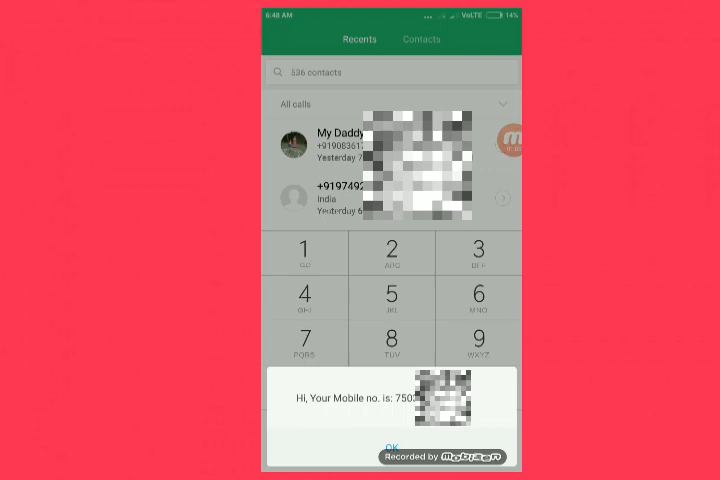 6:48 AM
... VoLTE 14%
Recents Contacts
536 contacts
All calls
My Daddy
+919083617
Yesterday 7
+9197492
India
Yesterday 6
1 2 3
ABC DEF
4 5 6
GHI JKL MNO
7 8 9
PQRS TUV WXYZ
Hi, Your Mobile no. is: 750
OK
Recorded by mobizen